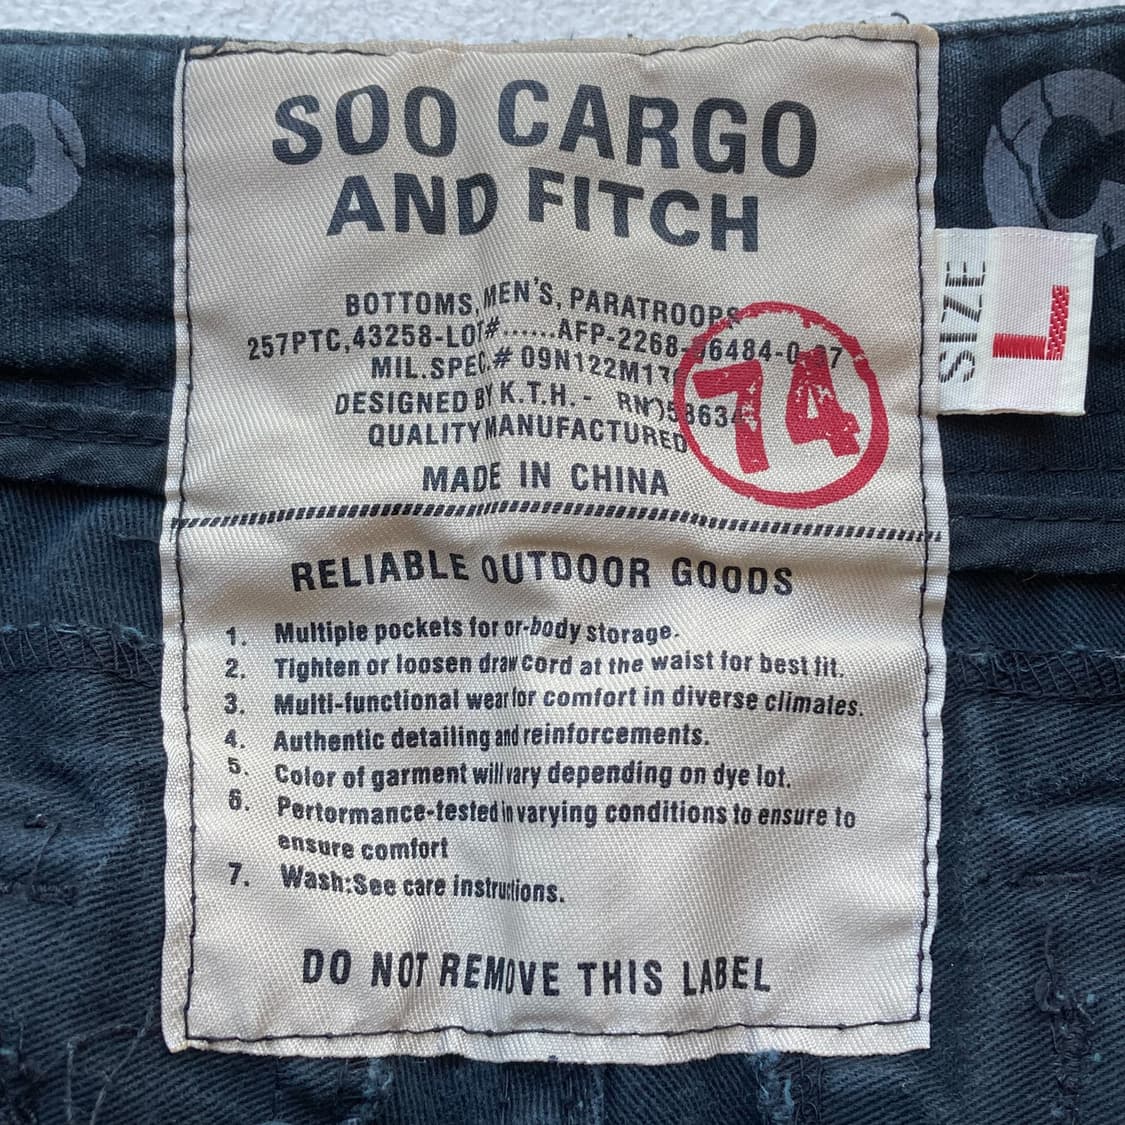 SOO CARGO
AND FITCH
BOTTOMS, MEN'S, PARATROOPS
257PTC,43258-LOT#......AFP-2268-
MIL.SPEC.# 09N122M17
DESIGNED BY K.T.H.- RN
QUALITY MANUFACTURED
74
MADE IN CHINA
SIZE
L
RELIABLE OUTDOOR GOODS
1. Multiple pockets for or-body storage.
2. Tighten or loosen draw cord at the waist for best fit.
3. Multi-functional wear for comfort in diverse climates.
4. Authentic detailing and reinforcements.
5. Color of garment will vary depending on dye lot.
6. Pertormance-tested in varying conditions to ensure to
ensure comfort
7. Wash:See care instructions.
DO NOT REMOVE THIS LABEL